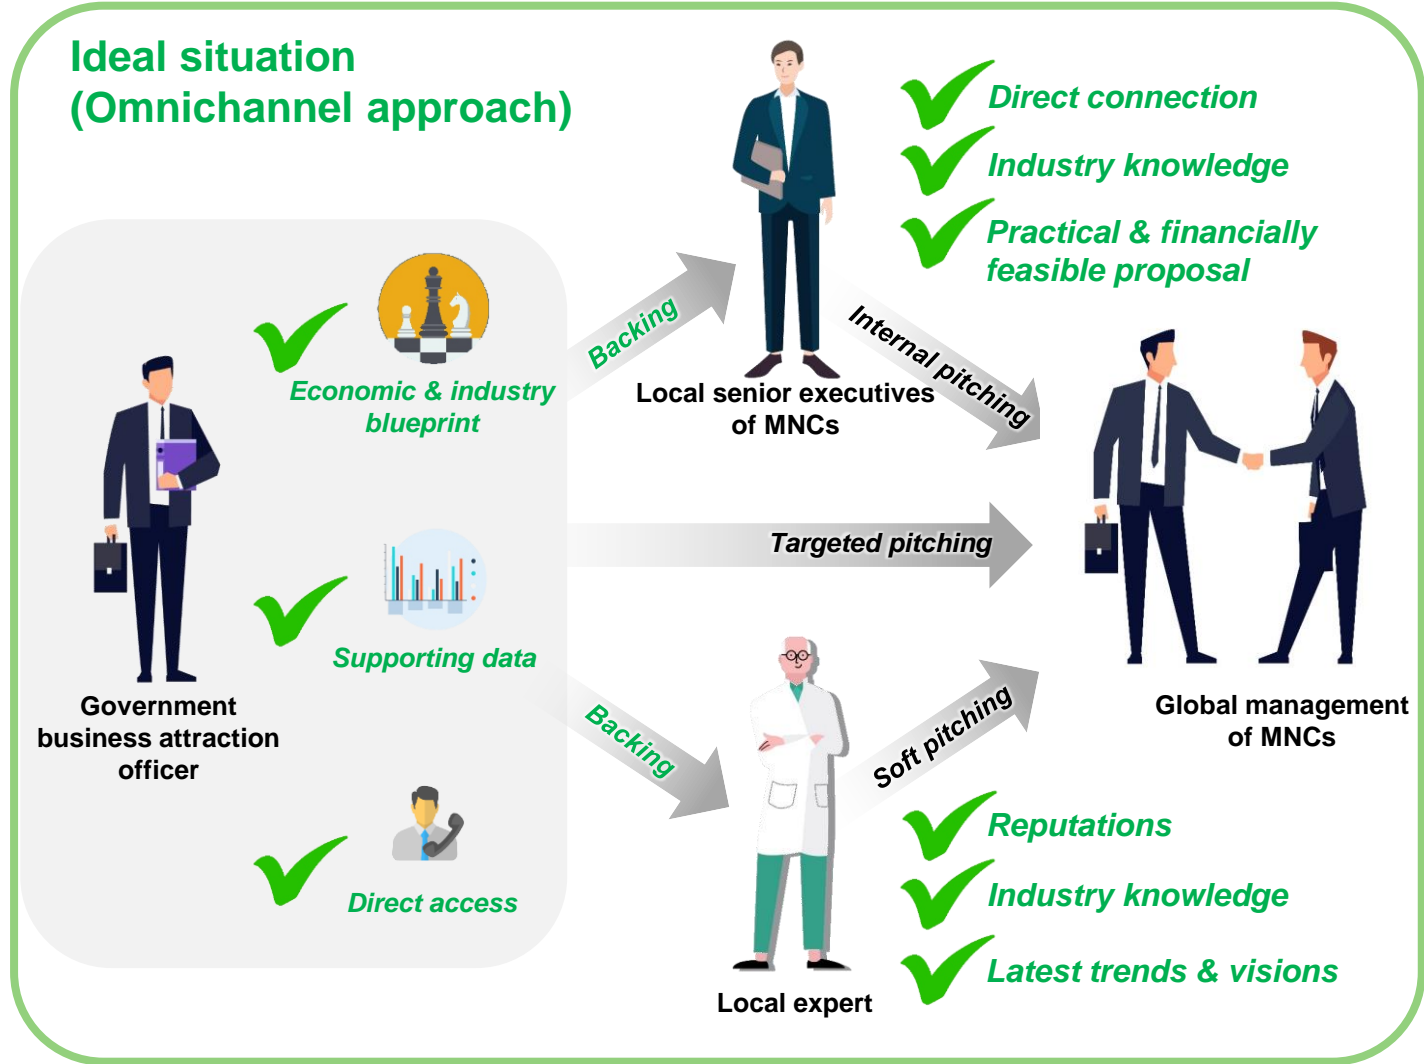 Ideal situation
(Omnichannel approach)
Direct connection
Industry knowledge
Practical & financially
feasible proposal
Economic & industry
blueprint
Backing
Local senior executives
of MNCs
Internal pitching
Targeted pitching
Supporting data
Government
business attraction
officer
Backing
Soft pitching
Global management
of MNCs
Direct access
Reputations
Industry knowledge
Latest trends & visions
Local expert